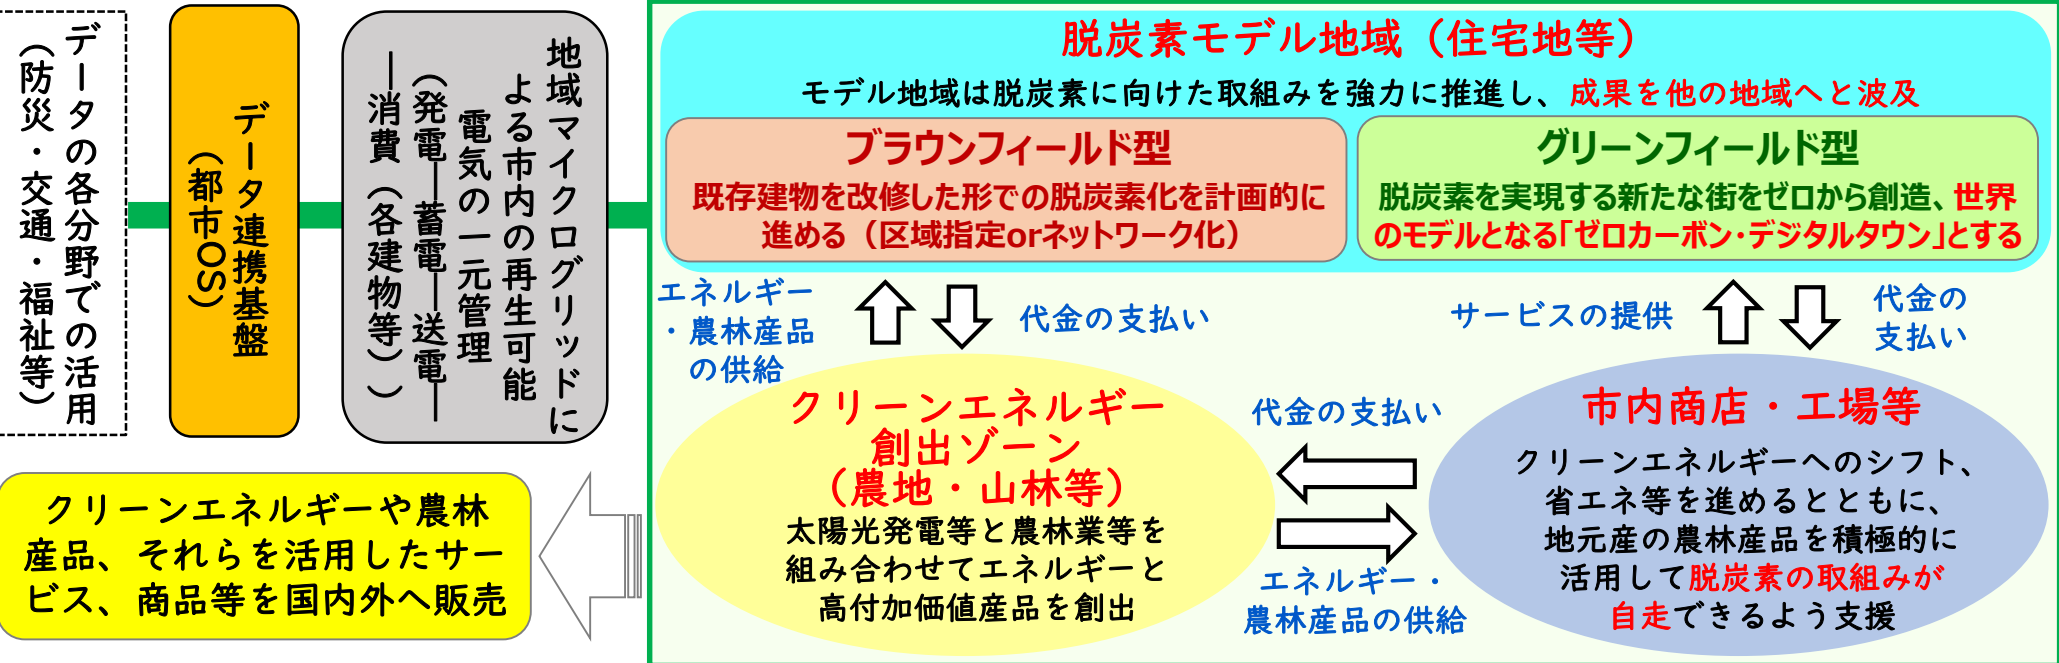 データの各分野での活用
（防災・交通・福祉等）
データ連携基盤
（都市OS）
地域マイクログリッドに
よる市内の再生可能
電気の一元管理
（発電―蓄電―送電―
―消費（各建物等））
脱炭素モデル地域（住宅地等）
モデル地域は脱炭素に向けた取組みを強力に推進し、成果を他の地域へと波及
ブラウンフィールド型
既存建物を改修した形での脱炭素化を計画的に
進める（区域指定orネットワーク化）
グリーンフィールド型
脱炭素を実現する新たな街をゼロから創造、世界
のモデルとなる「ゼロカーボン・デジタルタウン」とする
エネルギー
・農林産品
の供給
代金の支払い
サービスの提供
代金の
支払い
クリーンエネルギー
創出ゾーン
（農地・山林等）
太陽光発電等と農林業等を
組み合わせてエネルギーと
高付加価値産品を創出
代金の支払い
エネルギー・
農林産品の供給
市内商店・工場等
クリーンエネルギーへのシフト、
省エネ等を進めるとともに、
地元産の農林産品を積極的に
活用して脱炭素の取組みが
自走できるよう支援
クリーンエネルギーや農林
産品、それらを活用したサー
ビス、商品等を国内外へ販売